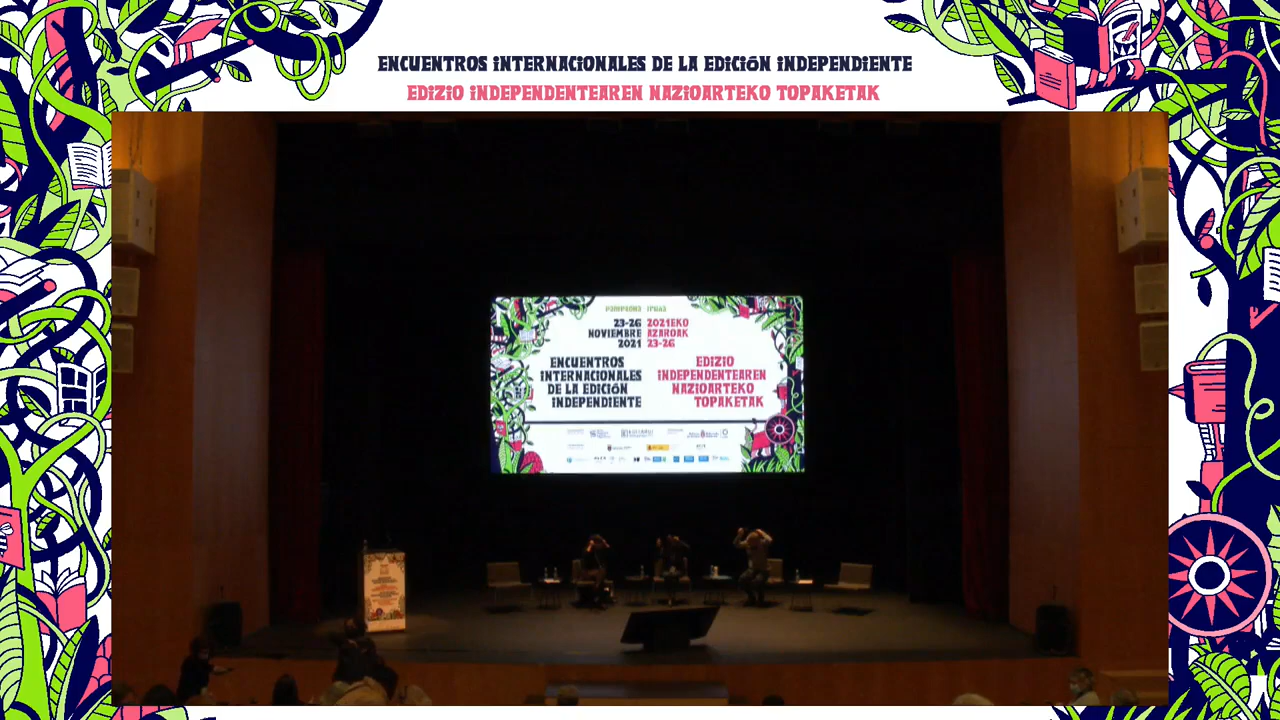 ENCUENTROS INTERNACIONALES DE LA EDICIÓN INDEPENDIENTE
EDIZIO INDEPENDENTEAREN NAZIOARTEKO TOPAKETAK
PAMPLONA IRUÑA
23-26
NOVIEMBRE
2021
2021EKO
AZAROAK
23-26
ENCUENTROS
INTERNACIONALES
DE LA EDICIÓN
INDEPENDIENTE
EDIZIO
INDEPENDENTEAREN
NAZIOARTEKO
TOPAKETAK